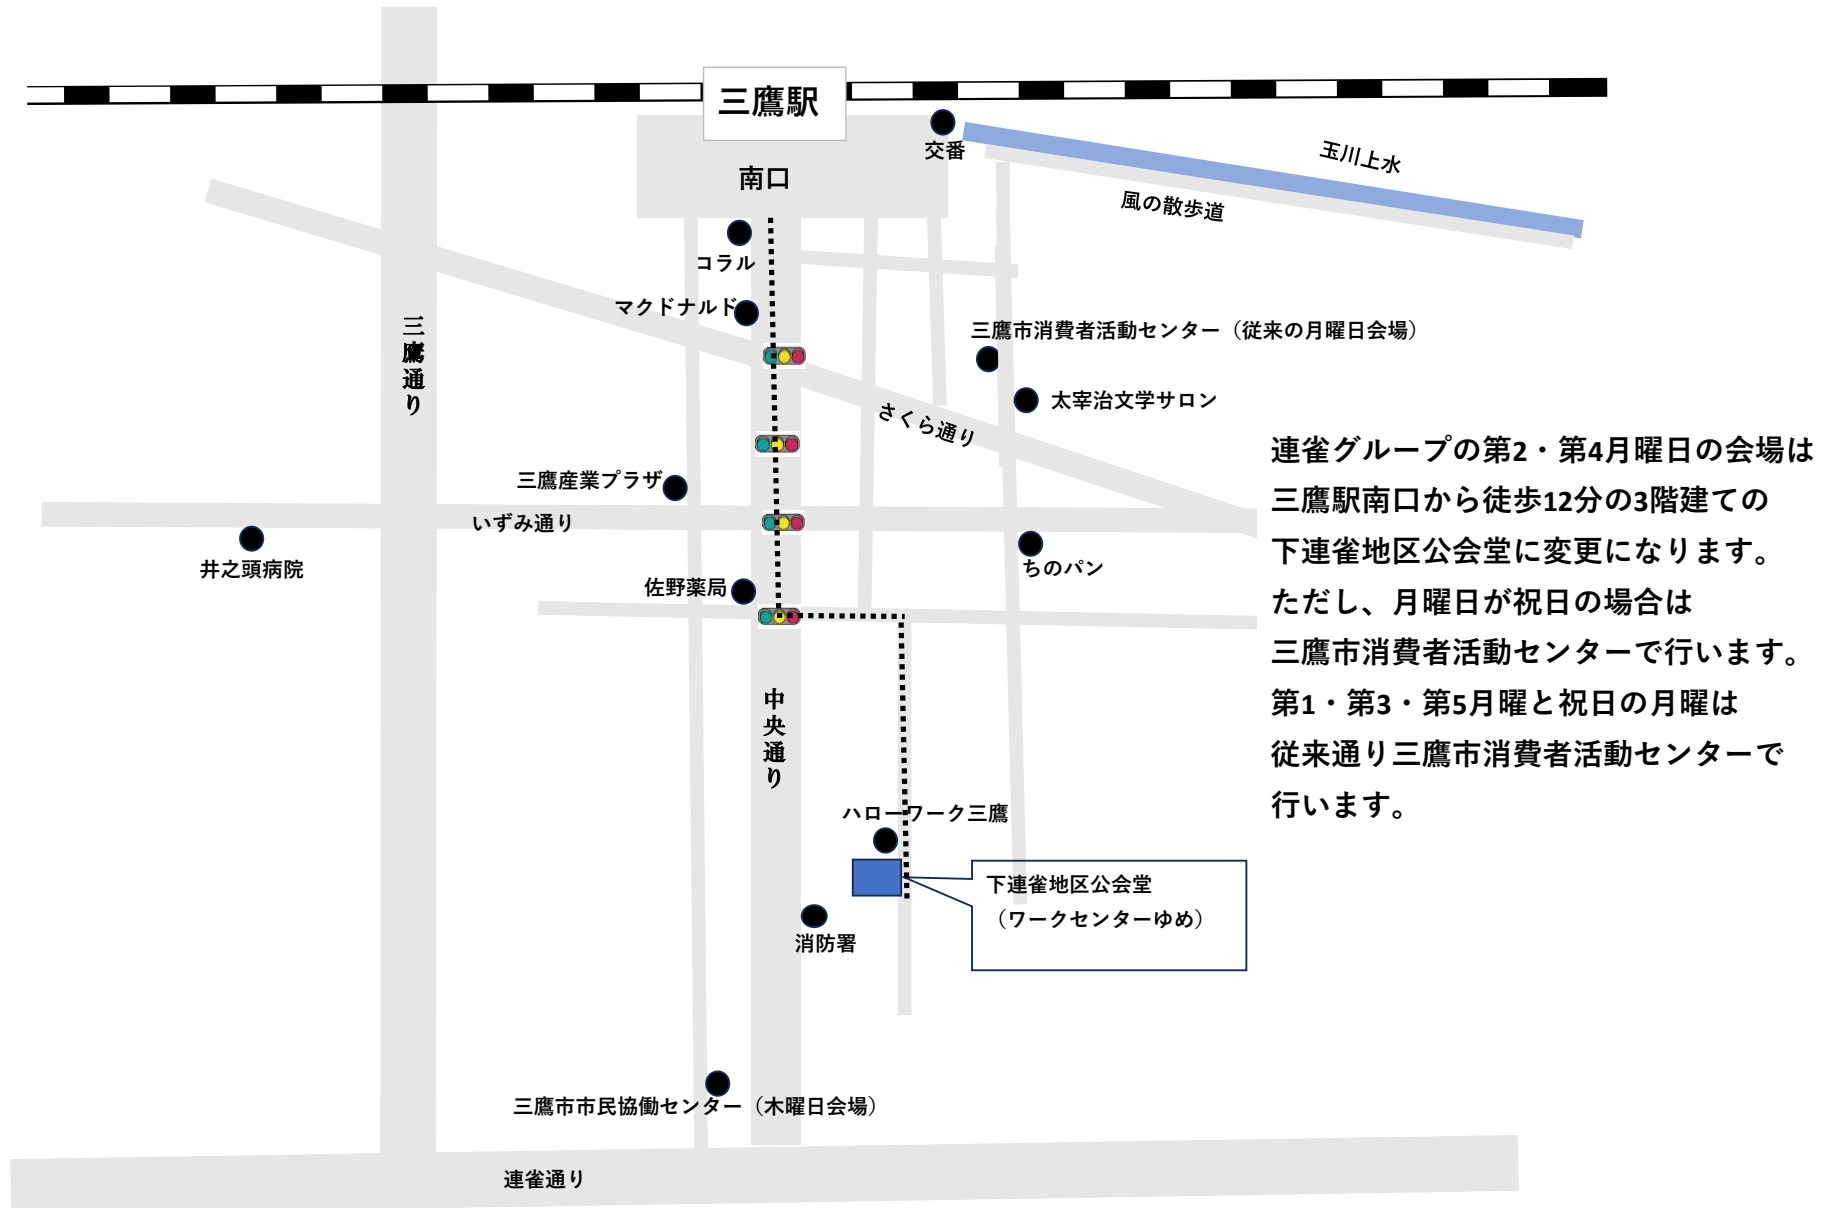 三鷹駅
交番
南口
玉川上水
風の散歩道
コラル
マクドナルド
三鷹通り
三鷹市消費者活動センター（従来の月曜日会場）
太宰治文学サロン
さくら通り
三鷹産業プラザ
いずみ通り
井之頭病院
ちのパン
佐野薬局
中央通り
ハローワーク三鷹
下連雀地区公会堂
（ワークセンターゆめ）
消防署
三鷹市市民協働センター（木曜日会場）
連雀通り
連雀グループの第2・第4月曜日の会場は
三鷹駅南口から徒歩12分の3階建ての
下連雀地区公会堂に変更になります。
ただし、月曜日が祝日の場合は
三鷹市消費者活動センターで行います。
第1・第3・第5月曜と祝日の月曜は
従来通り三鷹市消費者活動センターで
行います。